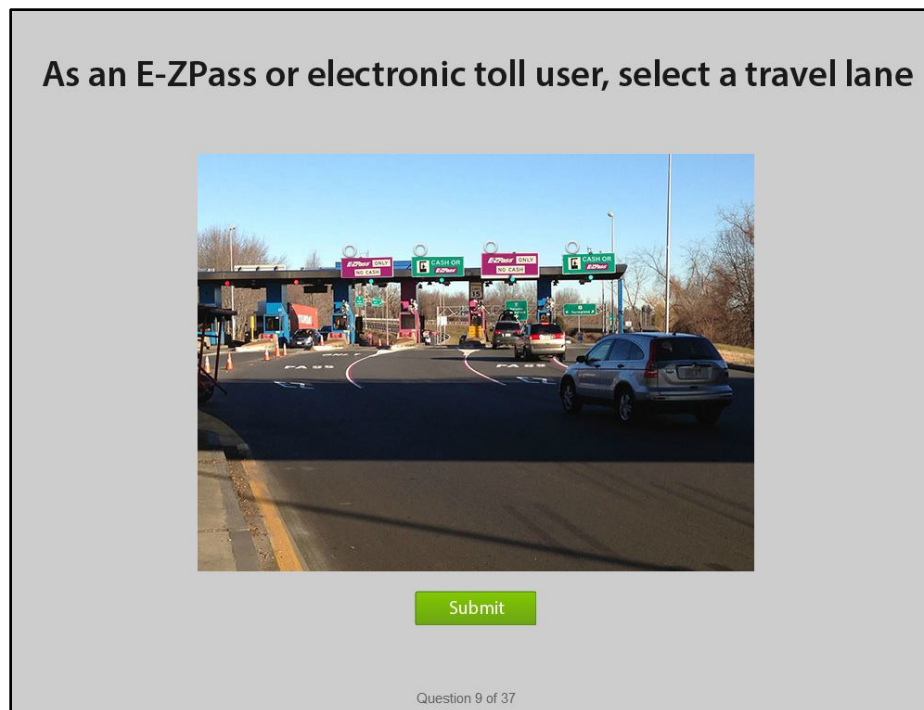 As an E-ZPass or electronic toll user, select a travel lane
E-ZPass ONLY
NO CASH
CASH OR
E-ZPass
E-ZPass ONLY
NO CASH
CASH OR
E-ZPass
ONLY
Submit
Question 9 of 37